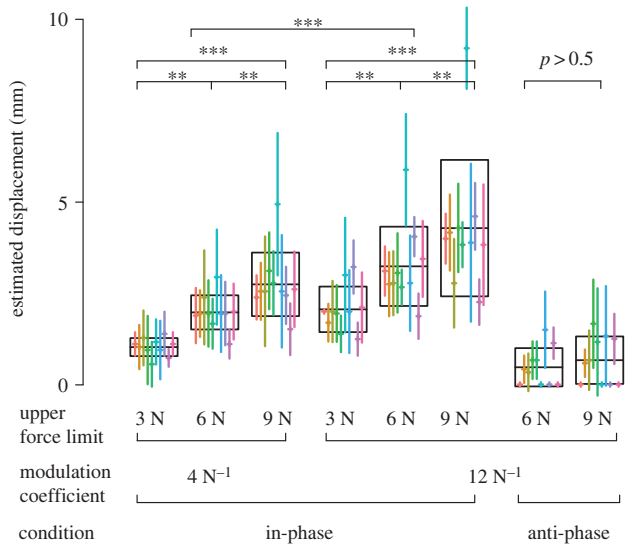 10
***
***
***
p > 0.5
**
**
**
**
estimated displacement (mm)
5
0
upper
force limit
3 N 6 N 9 N 3 N 6 N 9 N 6 N 9 N
modulation
coefficient
4 N⁻¹ 12 N⁻¹
condition in-phase anti-phase